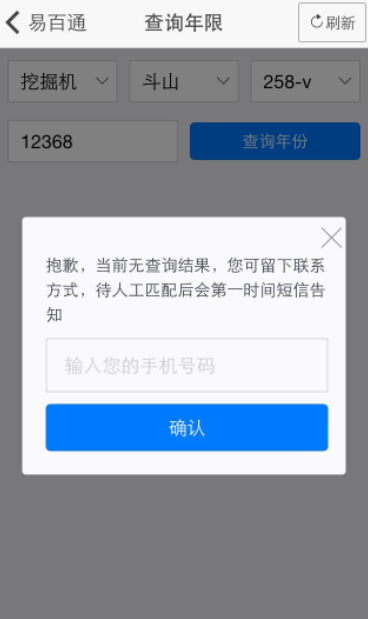 易百通 查询年限 刷新
挖掘机 斗山 258-v
12368 查询年份
抱歉，当前无查询结果，您可留下联系
方式，待人工匹配后会第一时间短信告
知
输入您的手机号码
确认